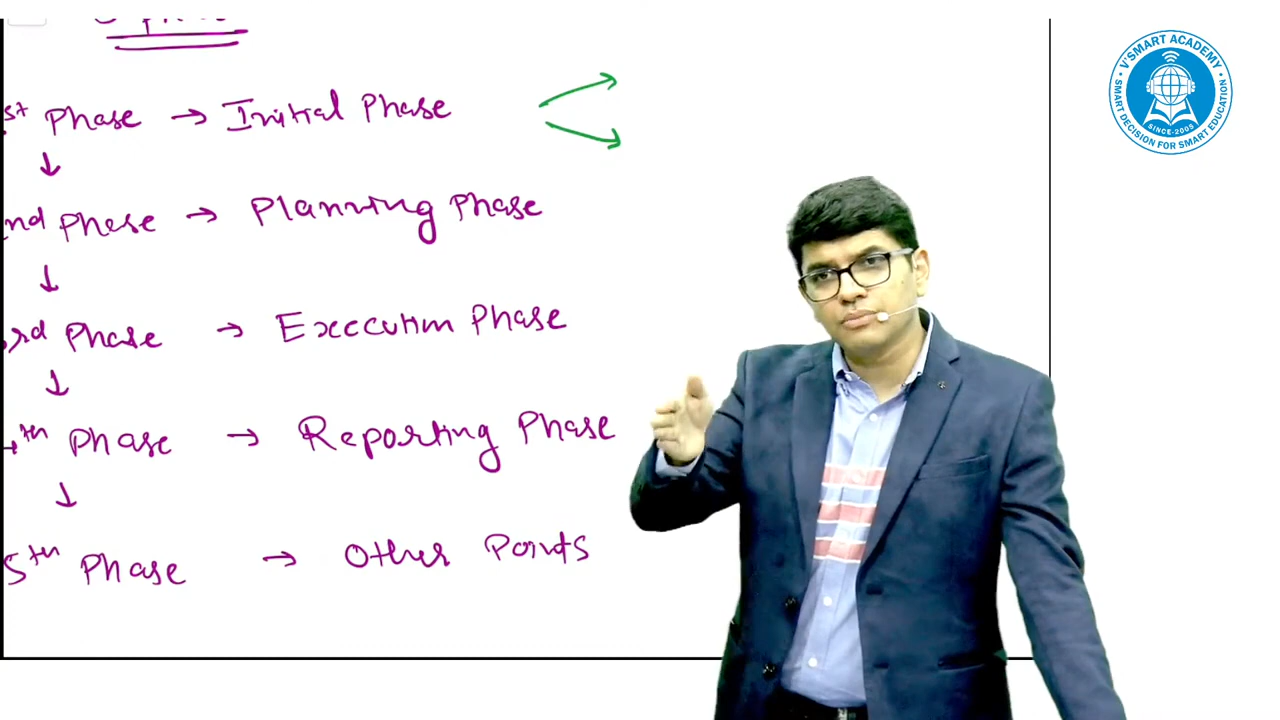 Phase
st Phase → Initial Phase
nd Phase → Planning Phase
rd Phase → Execution Phase
th Phase → Reporting Phase
5th Phase → Other Points
V'SMART ACADEMY
SINCE-2005
SMART DECISION FOR SMART EDUCATION